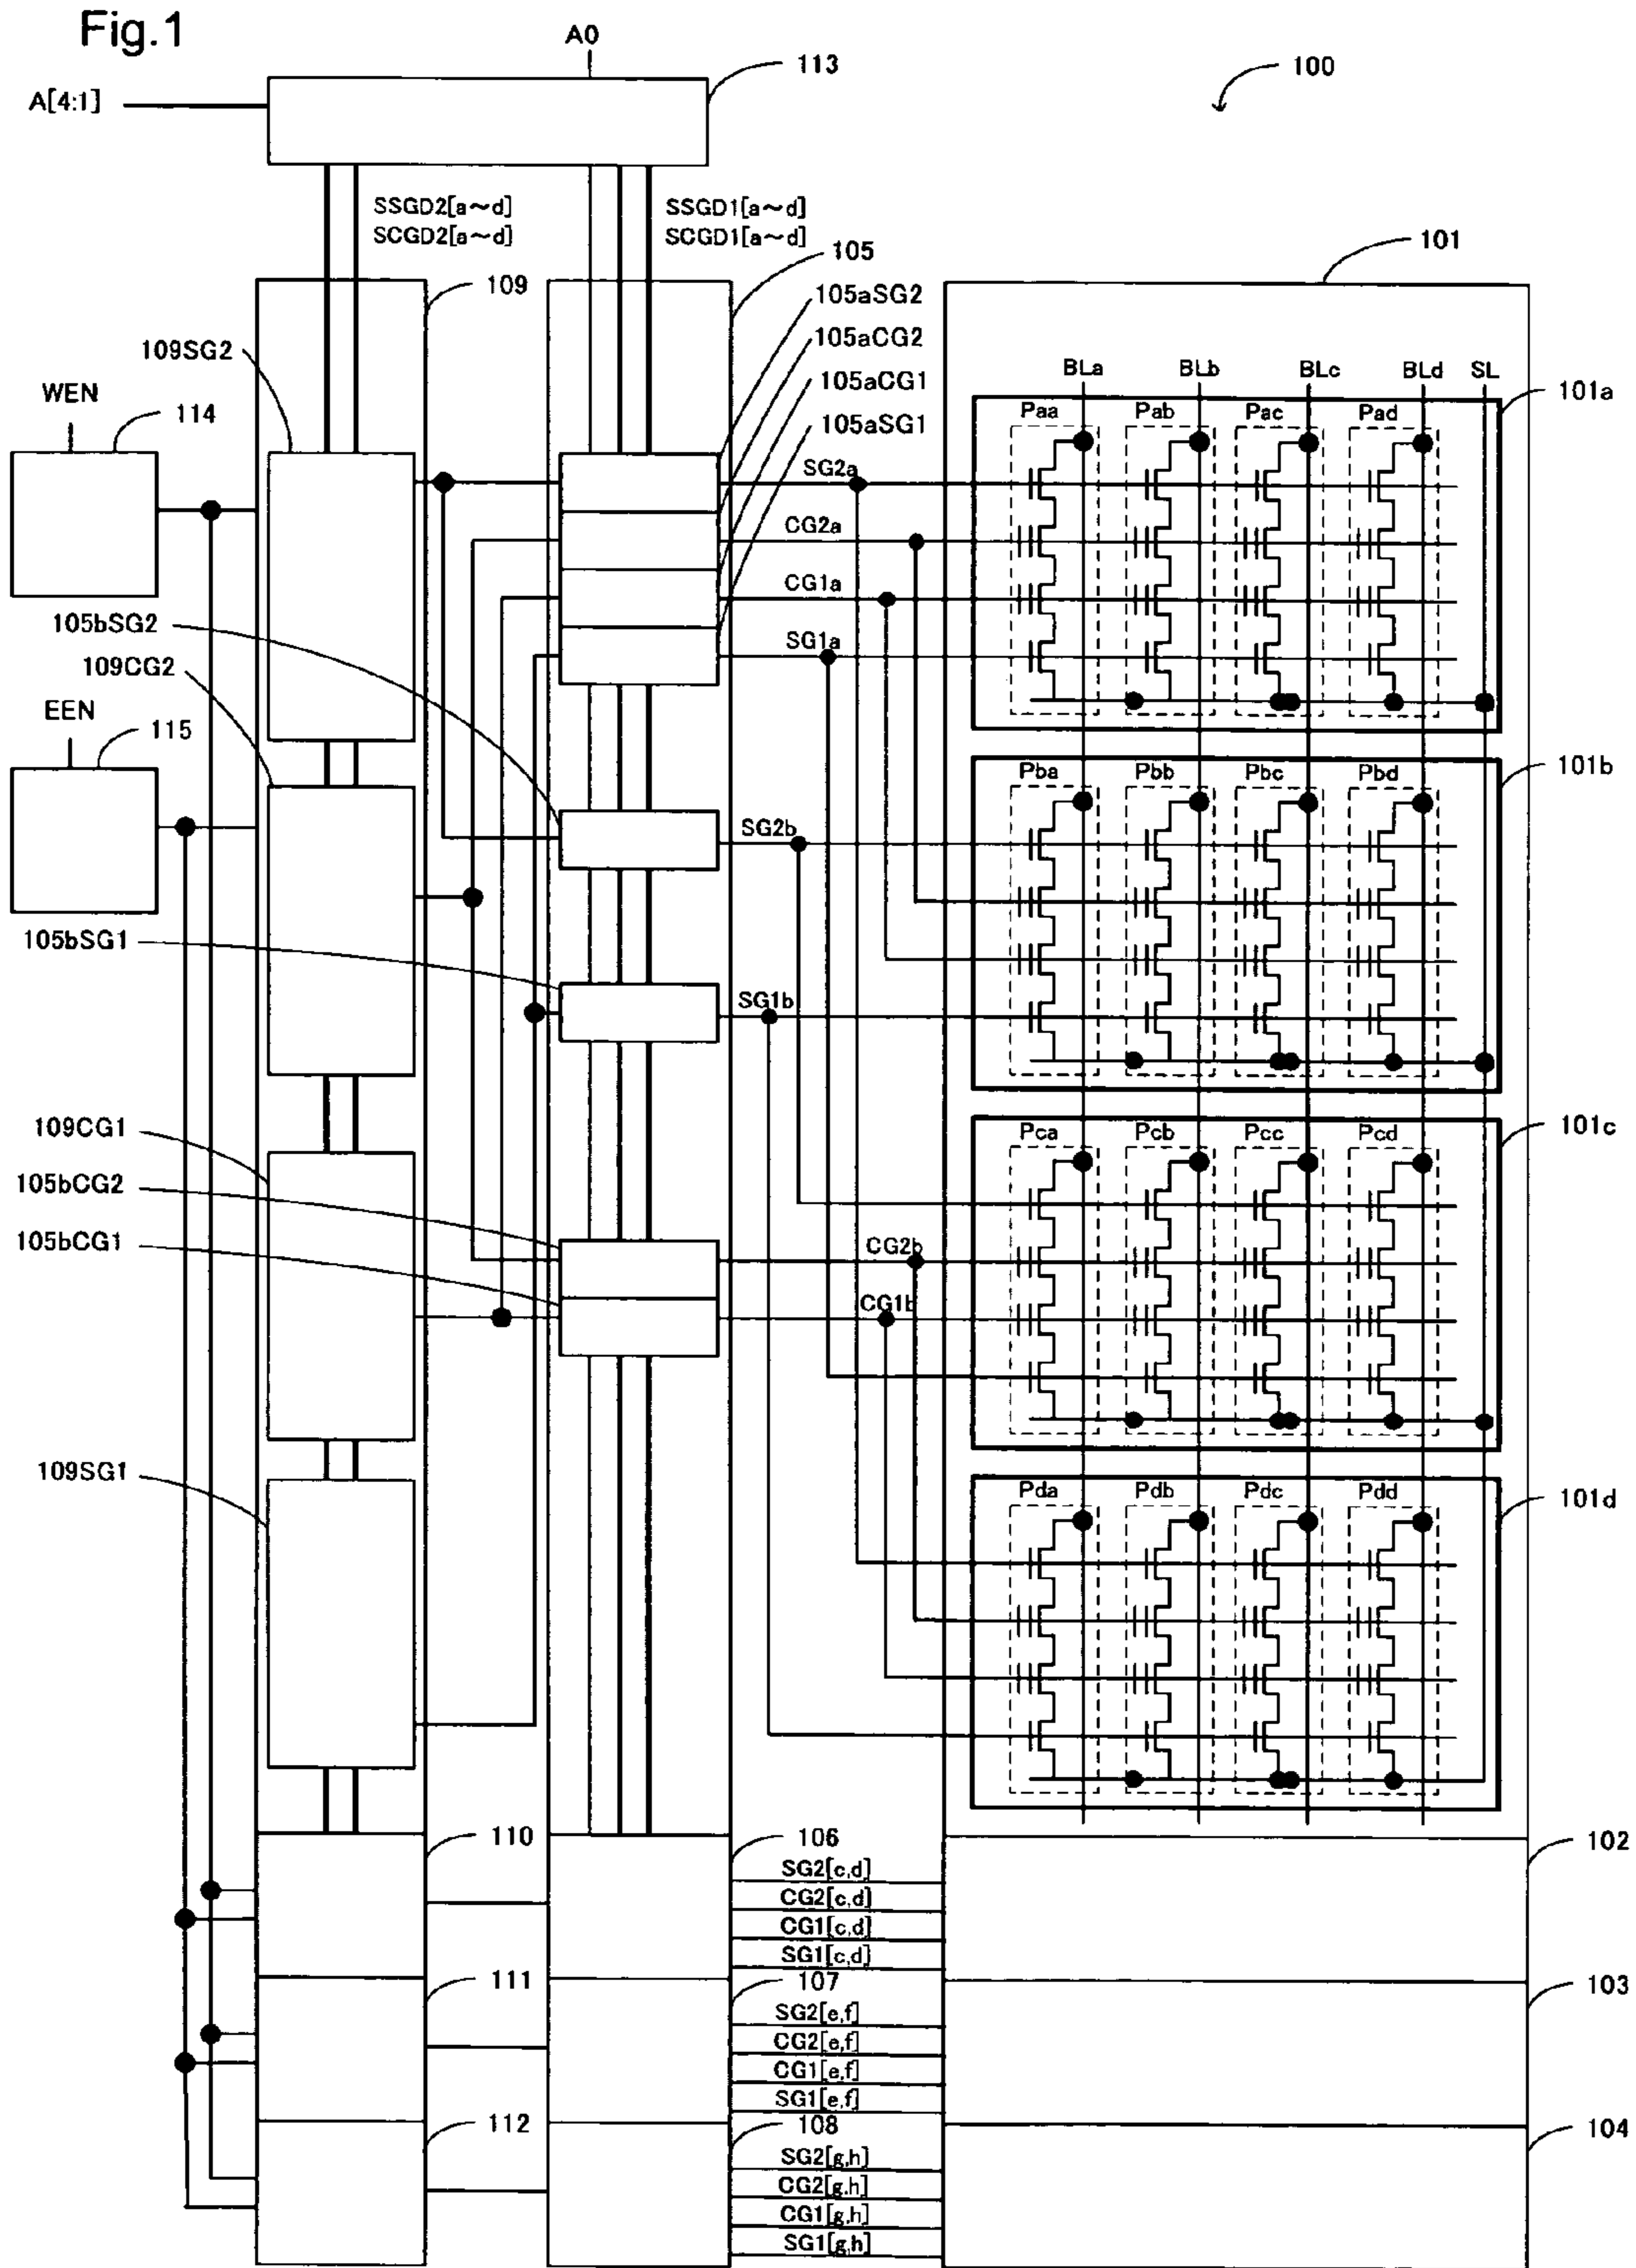 Fig.1
A0
113
100
A[4:1]
SSGD2[a~d]
SCGD2[a~d]
SSGD1[a~d]
SCGD1[a~d]
101
105
109
105aSG2
105aCG2
105aCG1
105aSG1
109SG2
WEN
114
BLa
BLb
BLc
BLd
SL
101a
Paa
Pab
Pac
Pad
SG2a
CG2a
CG1a
SG1a
105bSG2
109CG2
EEN
115
101b
Pba
Pbb
Pbc
Pbd
SG2b
105bSG1
SG1b
109CG1
101c
Pca
Pcb
Pcc
Pcd
105bCG2
105bCG1
CG2b
CG1b
109SG1
101d
Pda
Pdb
Pdc
Pdd
110
106
102
SG2[c,d]
CG2[c,d]
CG1[c,d]
SG1[c,d]
111
107
103
SG2[e,f]
CG2[e,f]
CG1[e,f]
SG1[e,f]
112
108
104
SG2[g,h]
CG2[g,h]
CG1[g,h]
SG1[g,h]